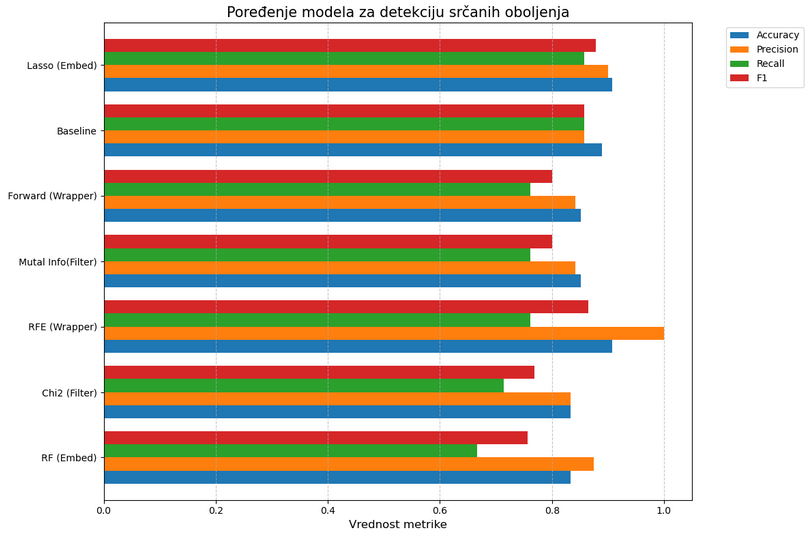 Poređenje modela za detekciju srčanih oboljenja
Accuracy
Precision
Recall
F1
Lasso (Embed)
Baseline
Forward (Wrapper)
Mutal Info(Filter)
RFE (Wrapper)
Chi2 (Filter)
RF (Embed)
0.0 0.2 0.4 0.6 0.8 1.0
Vrednost metrike